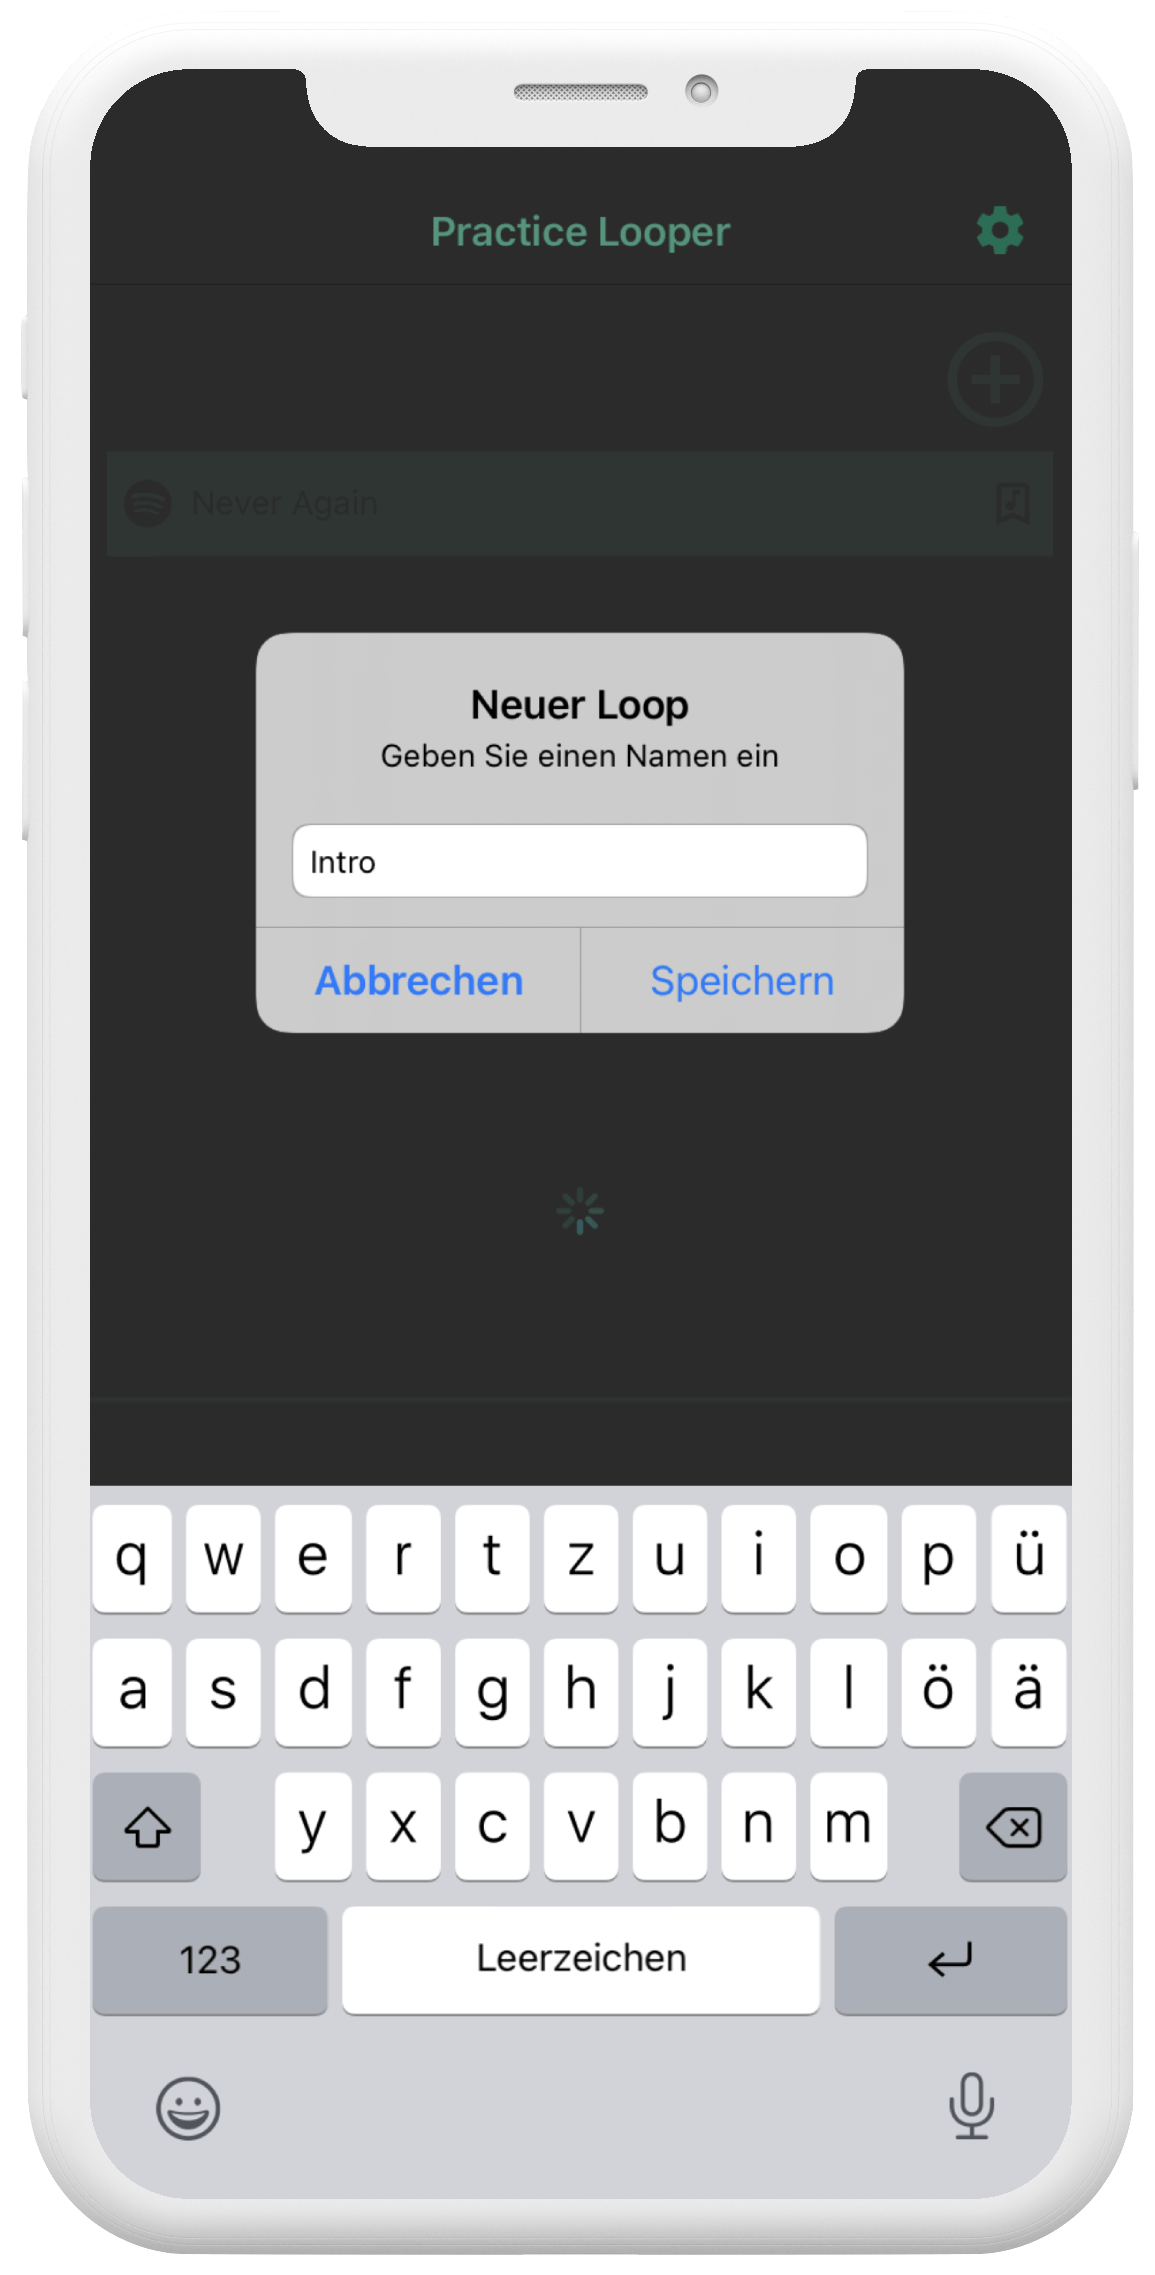 Practice Looper
Never Again
Neuer Loop
Geben Sie einen Namen ein
Intro
Abbrechen Speichern
q w e r t z u i o p ü
a s d f g h j k l ö ä
y x c v b n m
123 Leerzeichen